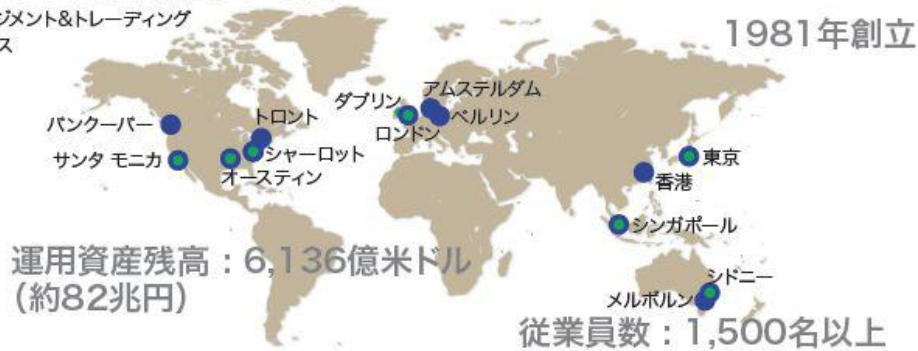 ジメント&トレーディング
ス
1981年創立
アムステルダム
ダブリン
ベルリン
ロンドン
トロント
バンクーバー
シャーロット
サンタ モニカ
オースティン
東京
香港
シンガポール
運用資産残高:6,136億米ドル
(約82兆円)
シドニー
メルボルン
従業員数:1,500名以上